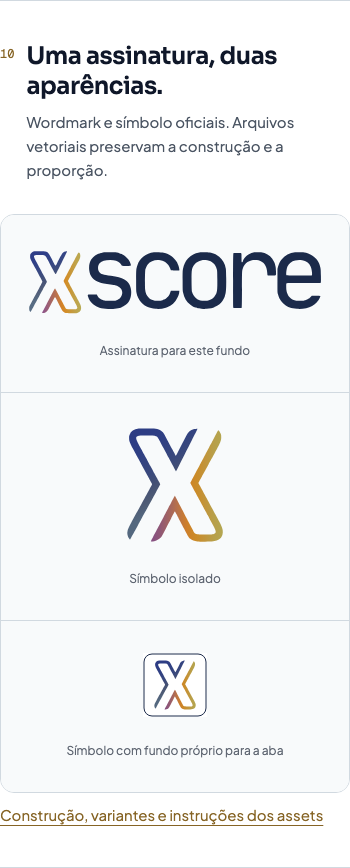 10
Uma assinatura, duas
aparências.
Wordmark e símbolo oficiais. Arquivos
vetoriais preservam a construção e a
proporção.
Xscore
Assinatura para este fundo
X
Símbolo isolado
X
Símbolo com fundo próprio para a aba
Construção, variantes e instruções dos assets